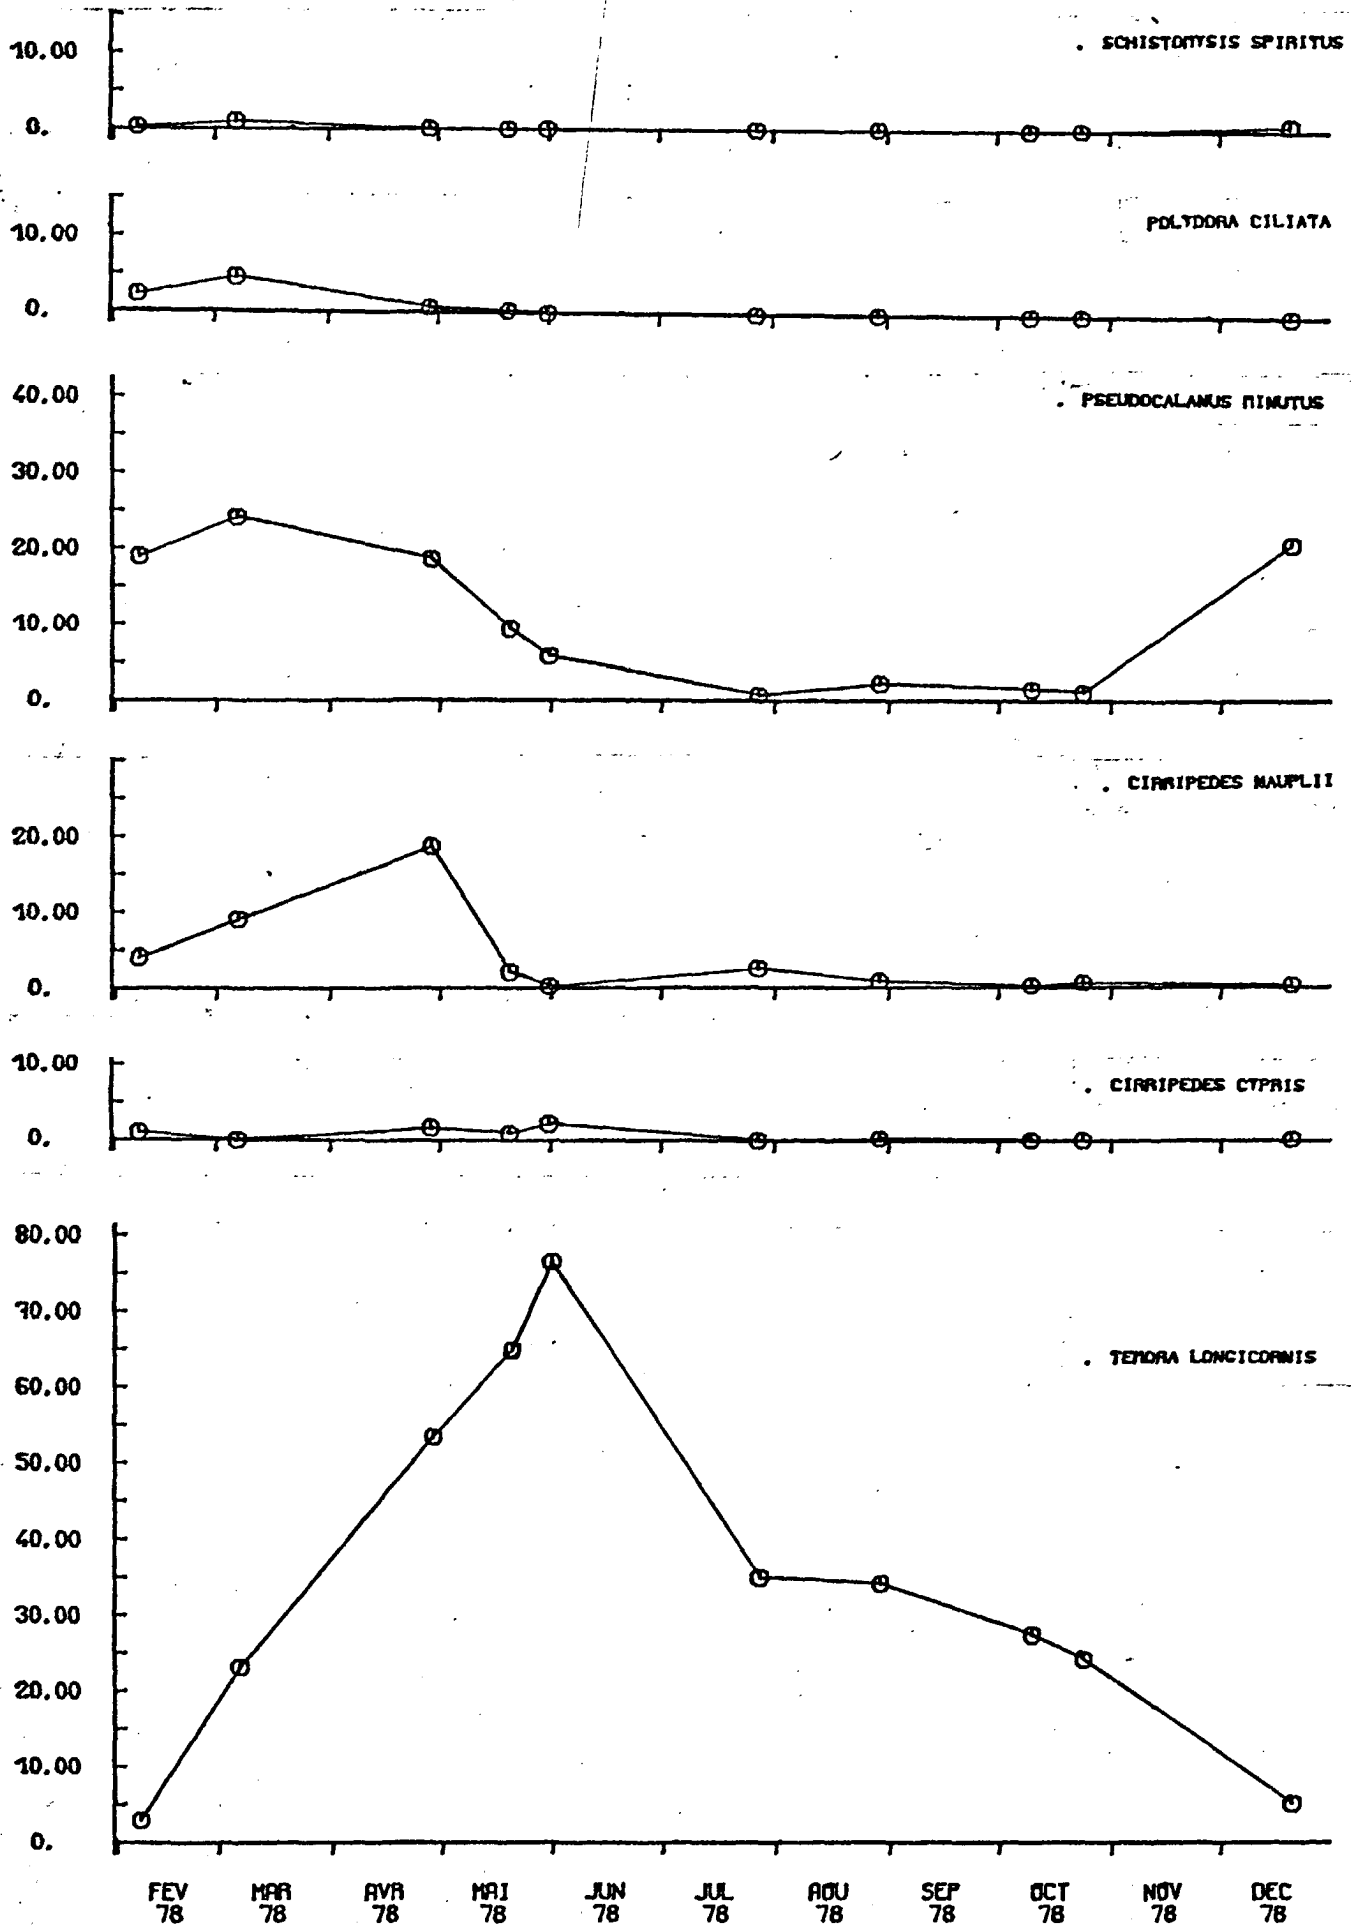 10.00
. SCHISTOMYSIS SPIRITUS
0.
10.00
POLYDORA CILIATA
0.
40.00
. PSEUDOCALANUS MINUTUS
30.00
20.00
10.00
0.
. CIRRIPEDES NAUPLII
20.00
10.00
0.
10.00
. CIRRIPEDES CYPRIS
0.
80.00
70.00
. TEMORA LONGICORNIS
60.00
50.00
40.00
30.00
20.00
10.00
0.
FEV MAR AVR MAI JUN JUL AOU SEP OCT NOV DEC
78 78 78 78 78 78 78 78 78 78 78